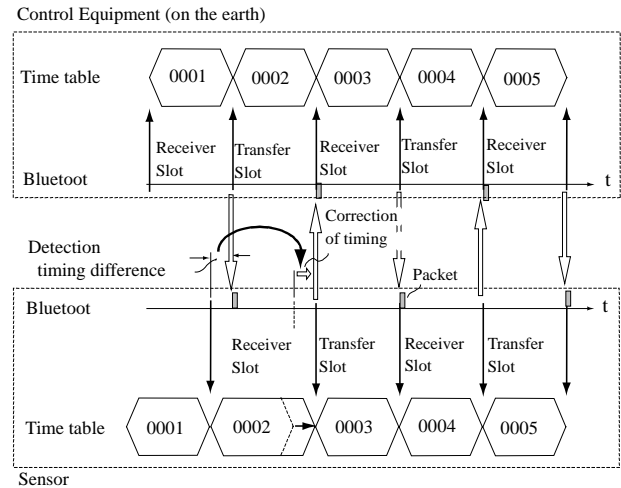 Control Equipment (on the earth)
Time table
0001
0002
0003
0004
0005
Receiver
Slot
Transfer
Slot
Receiver
Slot
Transfer
Slot
Receiver
Slot
Bluetoot
t
Correction
of timing
Detection
timing difference
Packet
Bluetoot
t
Receiver
Slot
Transfer
Slot
Receiver
Slot
Transfer
Slot
Time table
0001
0002
0003
0004
0005
Sensor